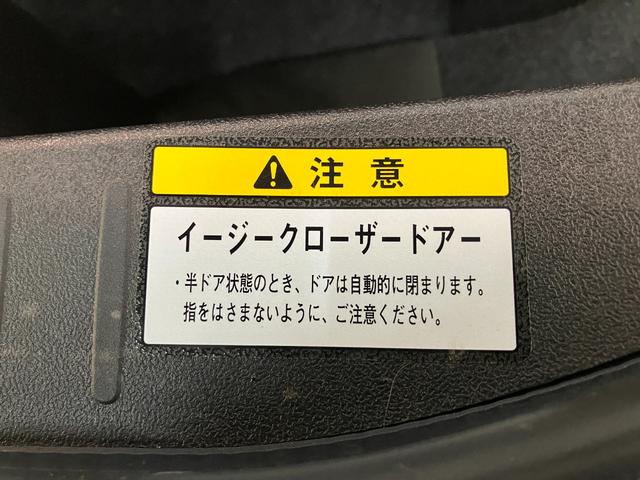 注意
イージークローザードアー
・半ドア状態のとき、ドアは自動的に閉まります。
指をはさまないように、ご注意ください。